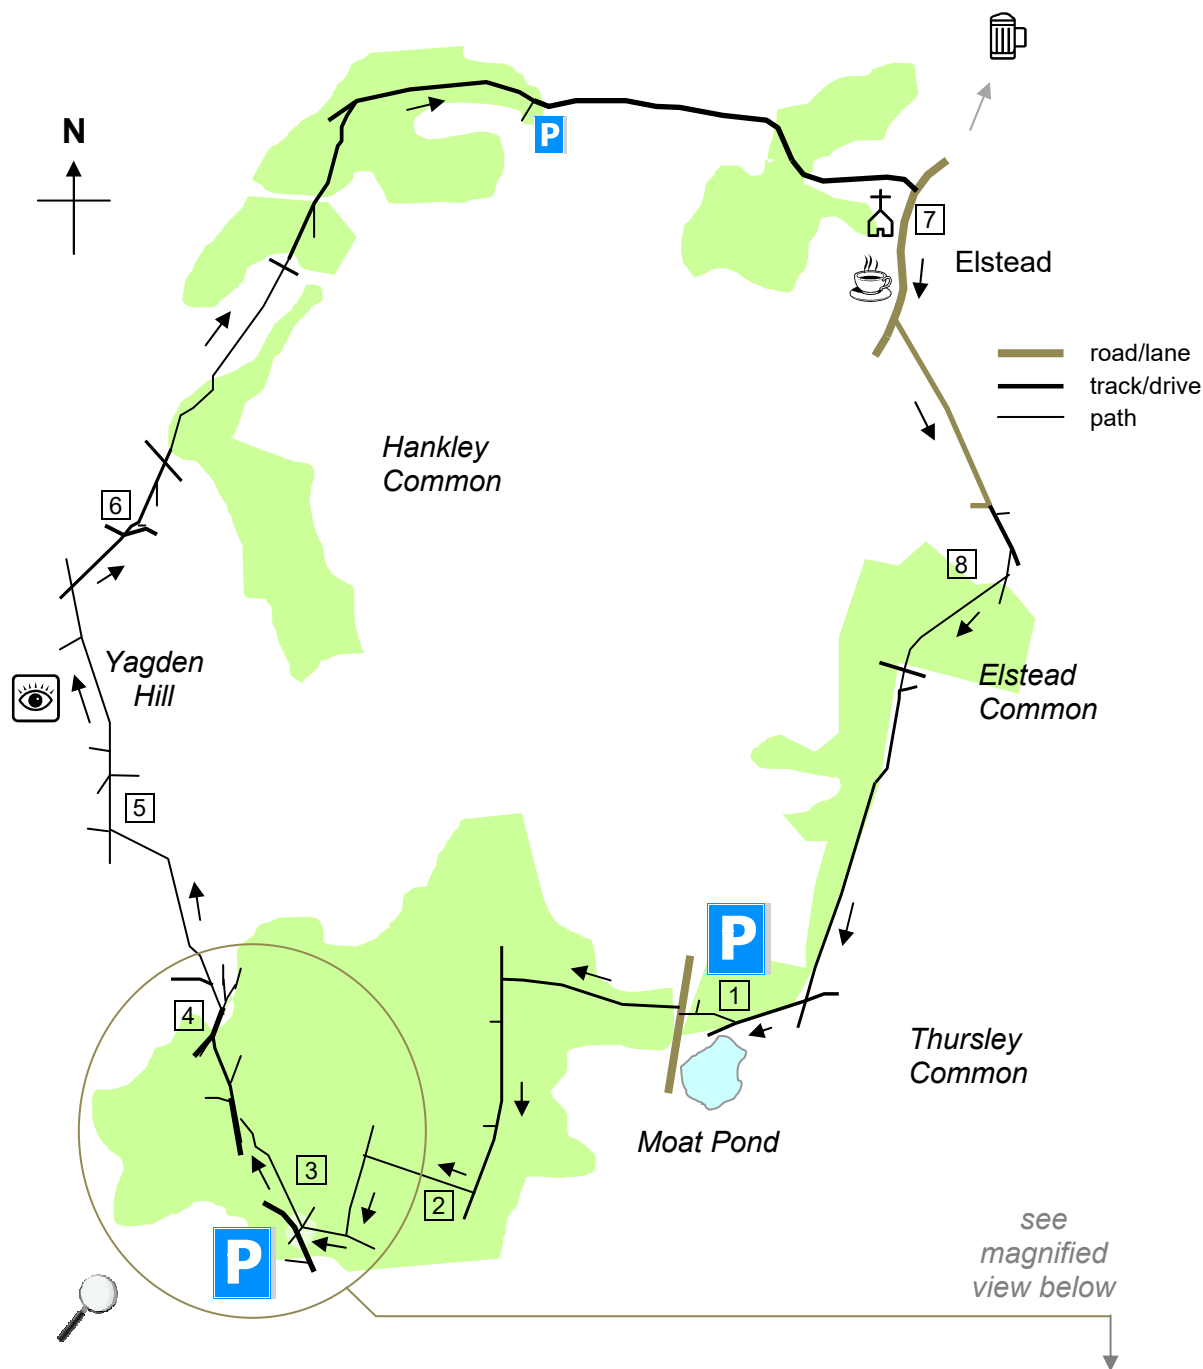 N
P
7
Elstead
road/lane
track/drive
path
Hankley
Common
6
8
Yagden
Hill
Elstead
Common
5
P
1
4
Thursley
Common
Moat Pond
3
2
P
see
magnified
view below